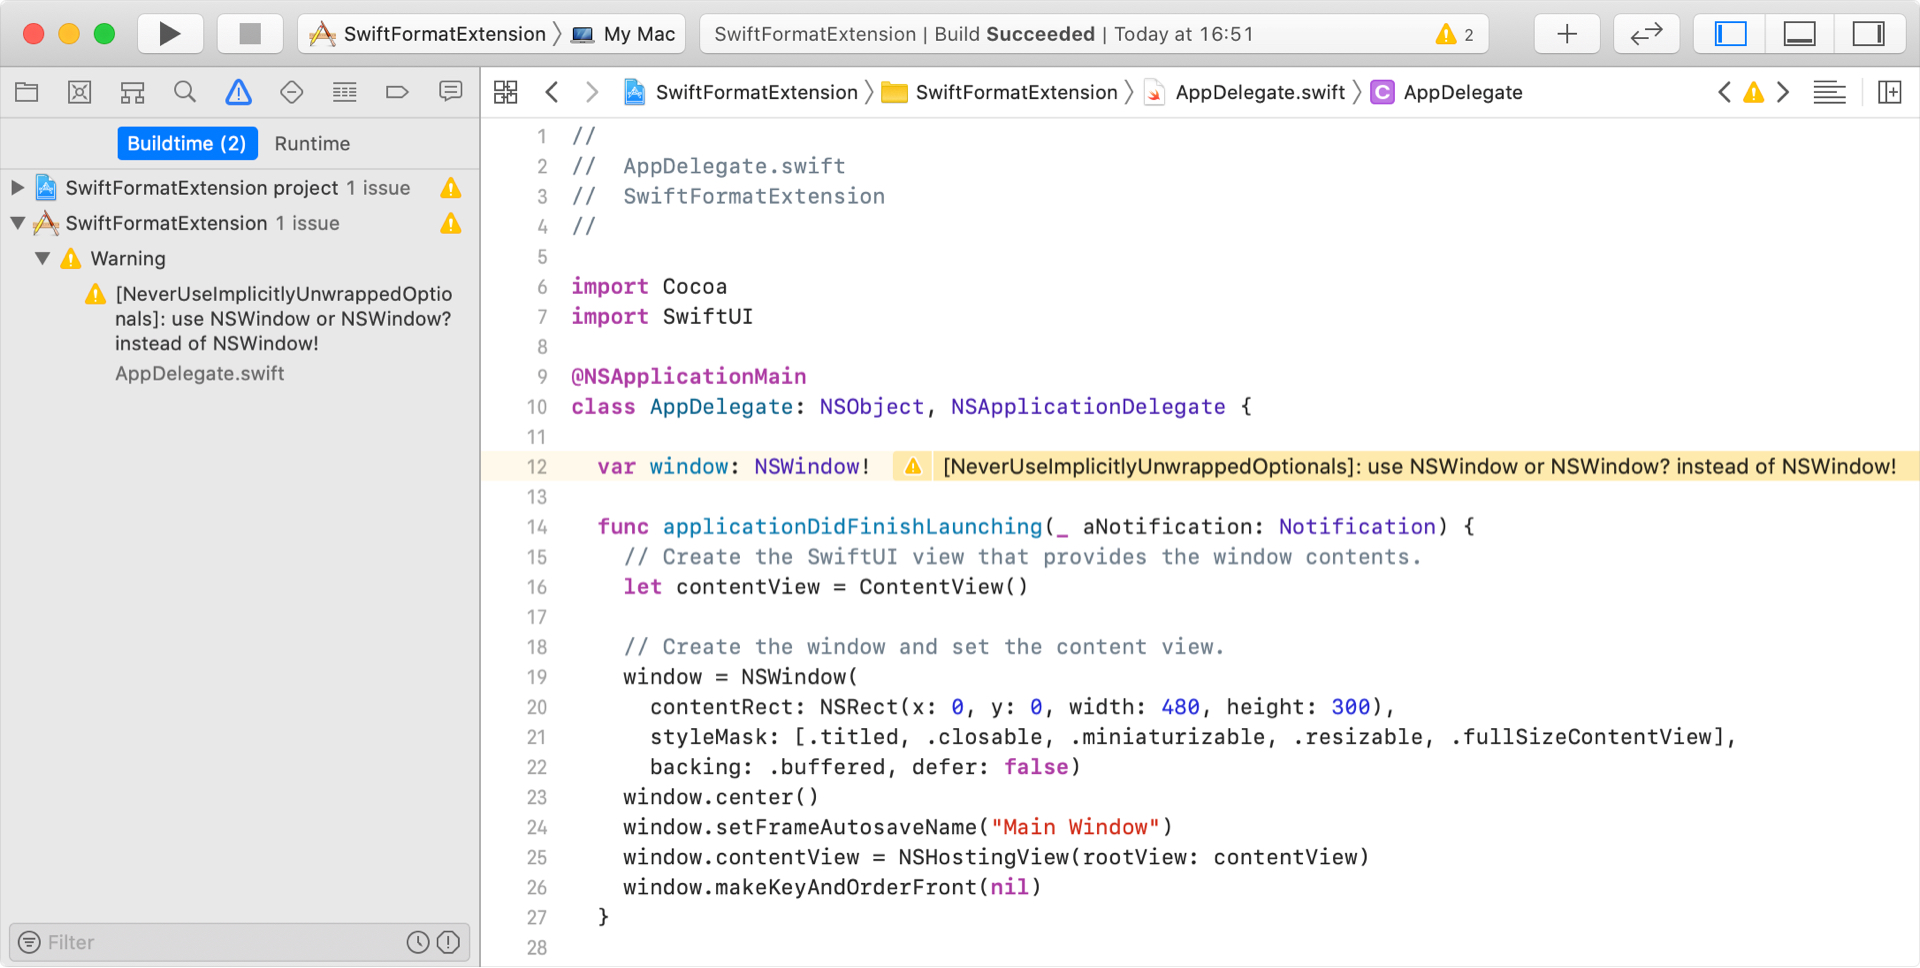 SwiftFormatExtension
My Mac
SwiftFormatExtension | Build Succeeded | Today at 16:51
2
SwiftFormatExtension
SwiftFormatExtension
AppDelegate.swift
C AppDelegate
Buildtime (2)
Runtime
SwiftFormatExtension project 1 issue
SwiftFormatExtension 1 issue
Warning
[NeverUseImplicitlyUnwrappedOptio
nals]: use NSWindow or NSWindow?
instead of NSWindow!
AppDelegate.swift
Filter
1 //
2 //  AppDelegate.swift
3 //  SwiftFormatExtension
4 //
5
6 import Cocoa
7 import SwiftUI
8
9 @NSApplicationMain
10 class AppDelegate: NSObject, NSApplicationDelegate {
11
12   var window: NSWindow! [NeverUseImplicitlyUnwrappedOptionals]: use NSWindow or NSWindow? instead of NSWindow!
13
14   func applicationDidFinishLaunching(_ aNotification: Notification) {
15     // Create the SwiftUI view that provides the window contents.
16     let contentView = ContentView()
17
18     // Create the window and set the content view.
19     window = NSWindow(
20       contentRect: NSRect(x: 0, y: 0, width: 480, height: 300),
21       styleMask: [.titled, .closable, .miniaturizable, .resizable, .fullSizeContentView],
22       backing: .buffered, defer: false)
23     window.center()
24     window.setFrameAutosaveName("Main Window")
25     window.contentView = NSHostingView(rootView: contentView)
26     window.makeKeyAndOrderFront(nil)
27   }
28